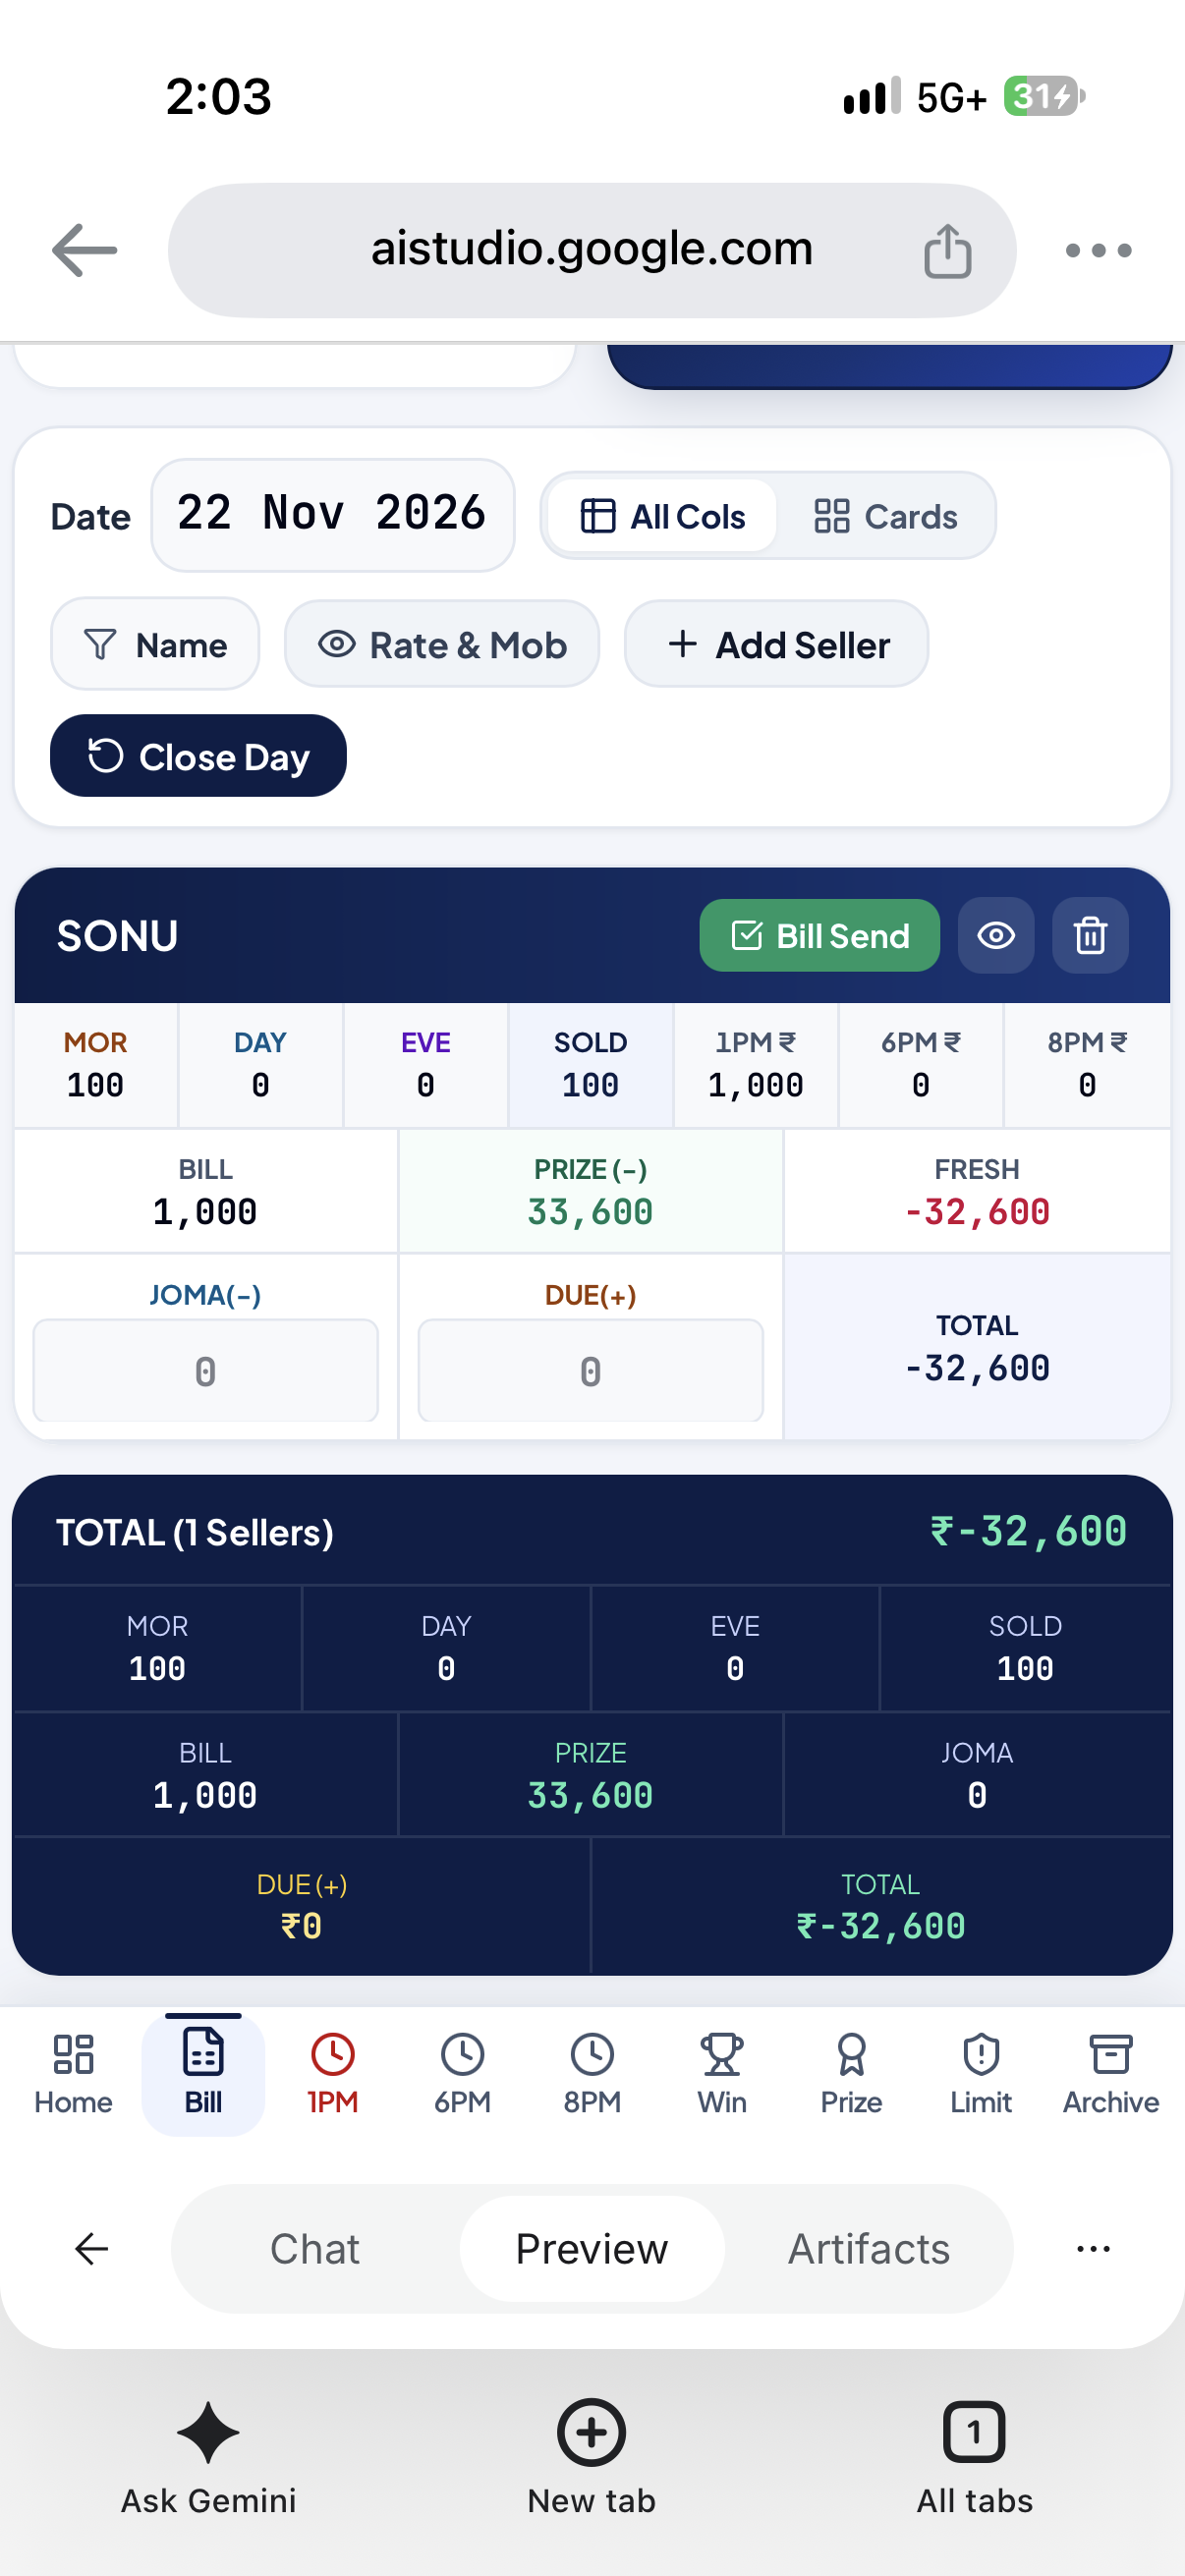 2:03 5G+ 31
aistudio.google.com
Date 22 Nov 2026 All Cols Cards
Name Rate & Mob + Add Seller
Close Day
SONU Bill Send
MOR DAY EVE SOLD 1PM ₹ 6PM ₹ 8PM ₹
100 0 0 100 1,000 0 0
BILL PRIZE (-) FRESH
1,000 33,600 -32,600
JOMA(-) DUE(+) TOTAL
0 0 -32,600
TOTAL (1 Sellers) ₹-32,600
MOR DAY EVE SOLD
100 0 0 100
BILL PRIZE JOMA
1,000 33,600 0
DUE (+) TOTAL
₹0 ₹-32,600
Home Bill 1PM 6PM 8PM Win Prize Limit Archive
Chat Preview Artifacts
1
Ask Gemini New tab All tabs